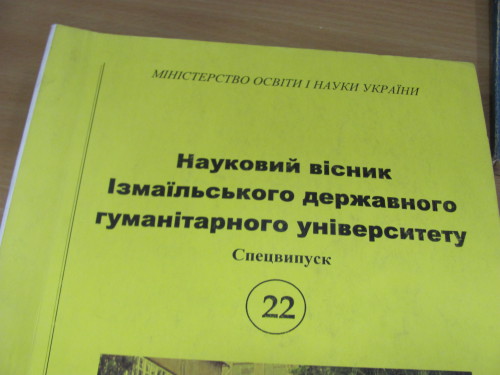 МІНІСТЕРСТВО ОСВІТИ І НАУКИ УКРАЇНИ
Науковий вісник
Ізмаїльського державного
гуманітарного університету
Спецвипуск
22